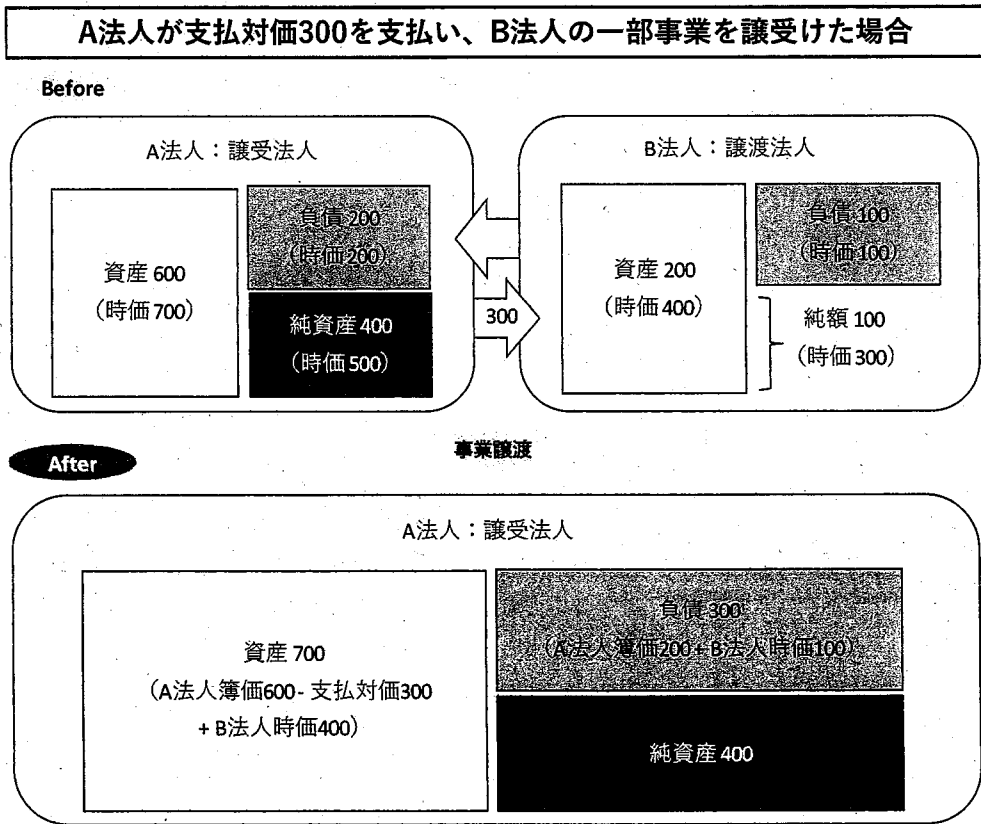 A法人が支払対価300を支払い、B法人の一部事業を譲受けた場合
Before
A法人：譲受法人
資産 600
（時価 700）
負債 200
（時価 200）
純資産 400
（時価 500）
300
B法人：譲渡法人
資産 200
（時価 400）
負債 100
（時価 100）
純額 100
（時価 300）
事業譲渡
After
A法人：譲受法人
資産 700
（A法人簿価600 - 支払対価300
+ B法人時価400）
負債 300
（A法人簿価200 + B法人時価100）
純資産 400